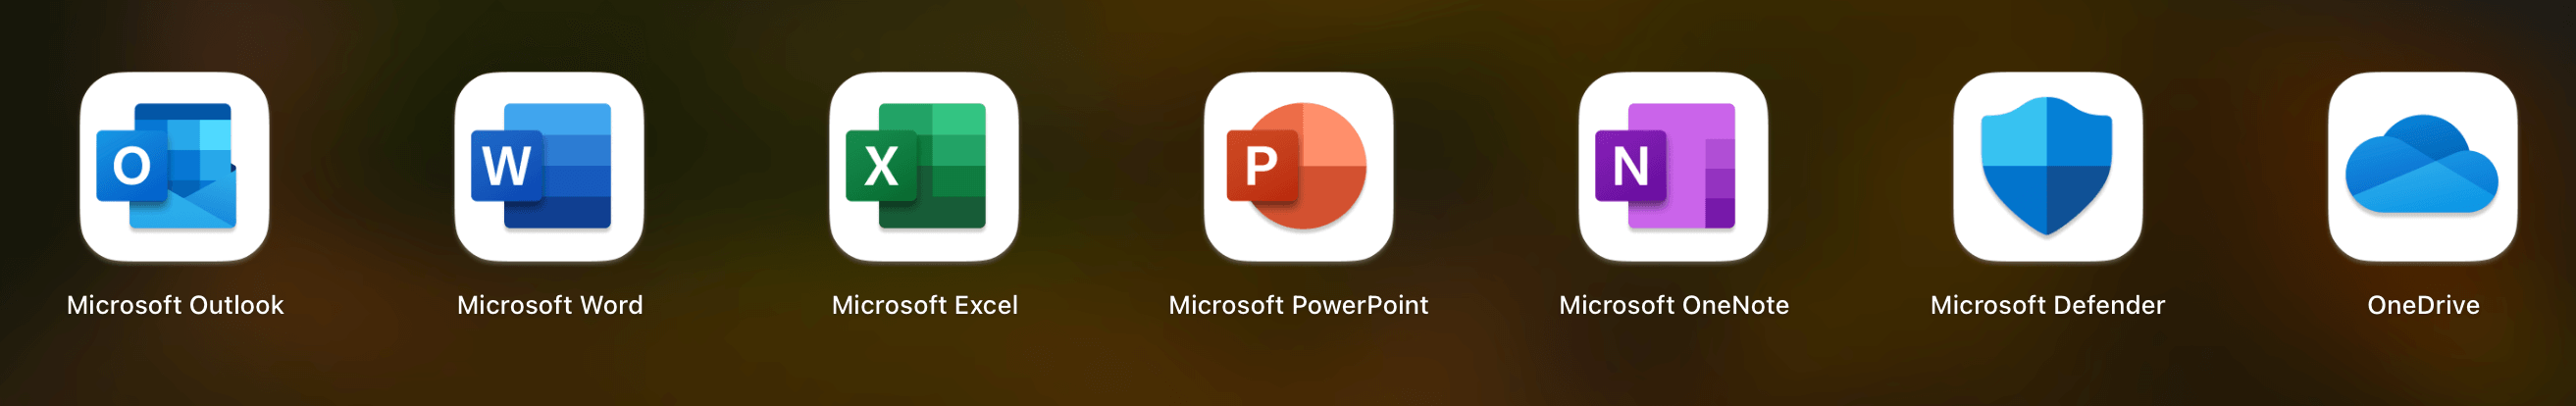 O
W
X
P
N
Microsoft Outlook
Microsoft Word
Microsoft Excel
Microsoft PowerPoint
Microsoft OneNote
Microsoft Defender
OneDrive